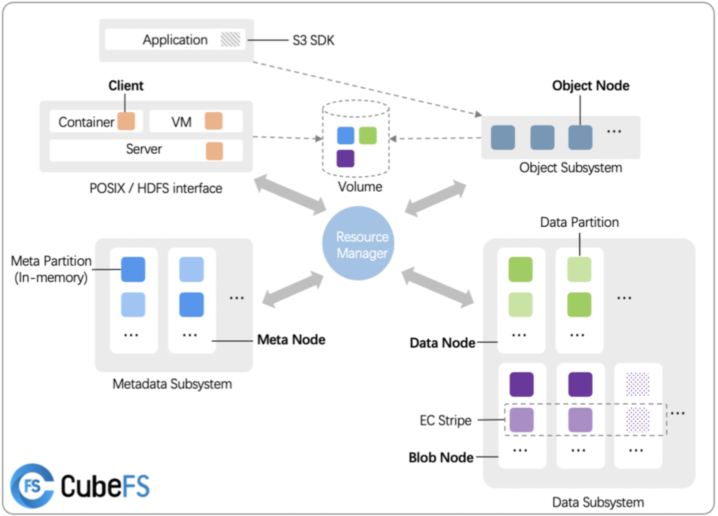 Application
S3 SDK
Client
Container
VM
Server
POSIX / HDFS interface
Volume
Object Node
...
Object Subsystem
Resource
Manager
Meta Partition
(In-memory)
...
...
...
Meta Node
Metadata Subsystem
Data Partition
...
...
...
Data Node
EC Stripe
...
...
...
...
Blob Node
Data Subsystem
FS
CubeFS